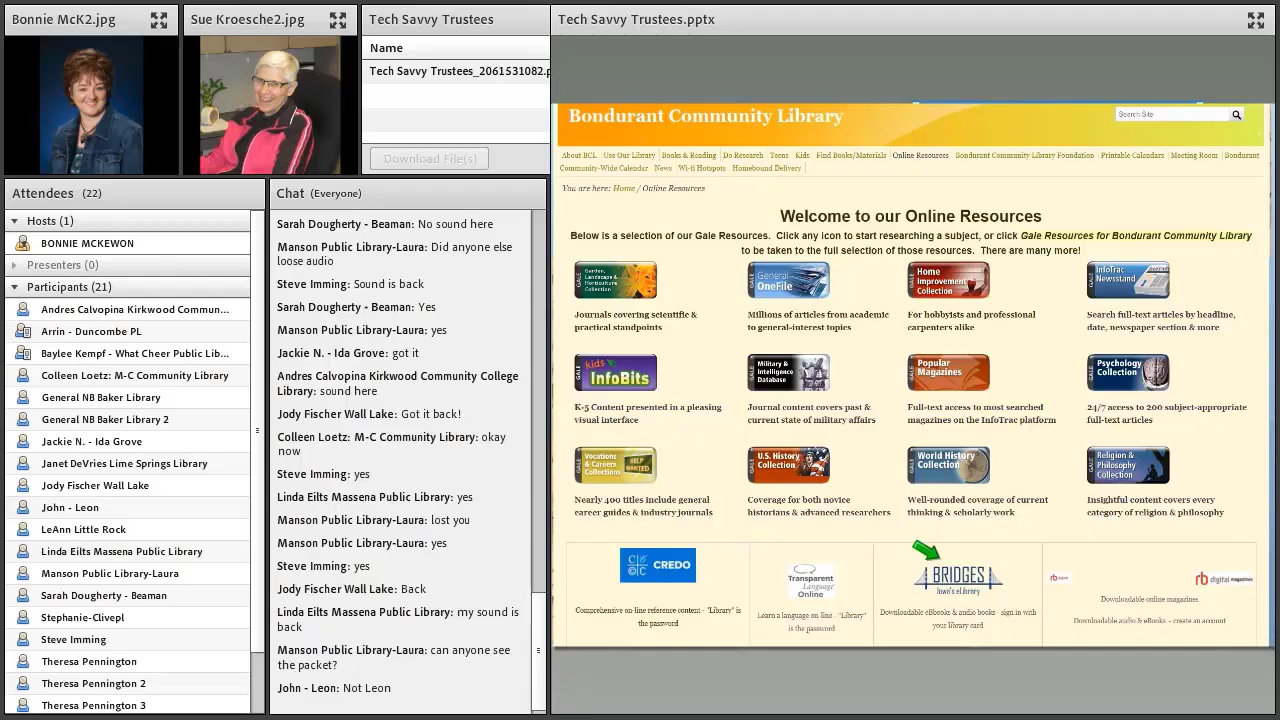 Bonnie McK2.jpg
Sue Kroesche2.jpg
Tech Savvy Trustees
Name
Tech Savvy Trustees_2061531082.p
Download File(s)
Attendees (22)
Hosts (1)
BONNIE MCKEWON
Presenters (0)
Participants (21)
Andres Calvopina Kirkwood Commun...
Arrin - Duncombe PL
Baylee Kempf - What Cheer Public Lib...
Colleen Loetz: M-C Community Library
General NB Baker Library
General NB Baker Library 2
Jackie N. - Ida Grove
Janet DeVries Lime Springs Library
Jody Fischer Wall Lake
John - Leon
LeAnn Little Rock
Linda Eilts Massena Public Library
Manson Public Library-Laura
Sarah Dougherty - Beaman
Stephanie-Clivepl
Steve Imming
Theresa Pennington
Theresa Pennington 2
Theresa Pennington 3
Chat (Everyone)
Sarah Dougherty - Beaman: No sound here
Manson Public Library-Laura: Did anyone else
loose audio
Steve Imming: Sound is back
Sarah Dougherty - Beaman: Yes
Manson Public Library-Laura: yes
Jackie N. - Ida Grove: got it
Andres Calvopina Kirkwood Community College
Library: sound here
Jody Fischer Wall Lake: Got it back!
Colleen Loetz: M-C Community Library: okay
now
Steve Imming: yes
Linda Eilts Massena Public Library: yes
Manson Public Library-Laura: lost you
Manson Public Library-Laura: yes
Steve Imming: yes
Jody Fischer Wall Lake: Back
Linda Eilts Massena Public Library: my sound is
back
Manson Public Library-Laura: can anyone see
the packet?
John - Leon: Not Leon
Tech Savvy Trustees.pptx
Bondurant Community Library
Search Site
About BCL Use Our Library Books & Reading Do Research Teens Kids Find Books/Materials Online Resources Bondurant Community Library Foundation Printable Calendars Meeting Room Bondurant
Community-Wide Calendar News Wi-fi Hotspots Homebound Delivery
You are here: Home / Online Resources
Welcome to our Online Resources
Below is a selection of our Gale Resources. Click any icon to start researching a subject, or click Gale Resources for Bondurant Community Library
to be taken to the full selection of those resources. There are many more!
GALE Garden, Landscape & Horticulture Collection
GALE General OneFile
GALE Home Improvement Collection
GALE InfoTrac Newsstand
Journals covering scientific &
practical standpoints
Millions of articles from academic
to general-interest topics
For hobbyists and professional
carpenters alike
Search full-text articles by headline,
date, newspaper section & more
GALE kids InfoBits
GALE Military & Intelligence Database
GALE Popular Magazines
GALE Psychology Collection
K-5 Content presented in a pleasing
visual interface
Journal content covers past &
current state of military affairs
Full-text access to most searched
magazines on the InfoTrac platform
24/7 access to 200 subject-appropriate
full-text articles
GALE Vocations & Careers Collections HELP WANTED
GALE U.S. History Collection
GALE World History Collection
GALE Religion & Philosophy Collection
Nearly 400 titles include general
career guides & industry journals
Coverage for both novice
historians & advanced researchers
Well-rounded coverage of current
thinking & scholarly work
Insightful content covers every
category of religion & philosophy
CREDO
Comprehensive on-line reference content - "Library" is
the password
Transparent
Language
Online
Learn a language on-line - "Library"
is the password
BRIDGES
Iowa's eLibrary
Downloadable eBbooks & audio books - sign in with
your library card
rb digital magazines
Downloadable online magazines
Downloadable audio & eBooks - create an account